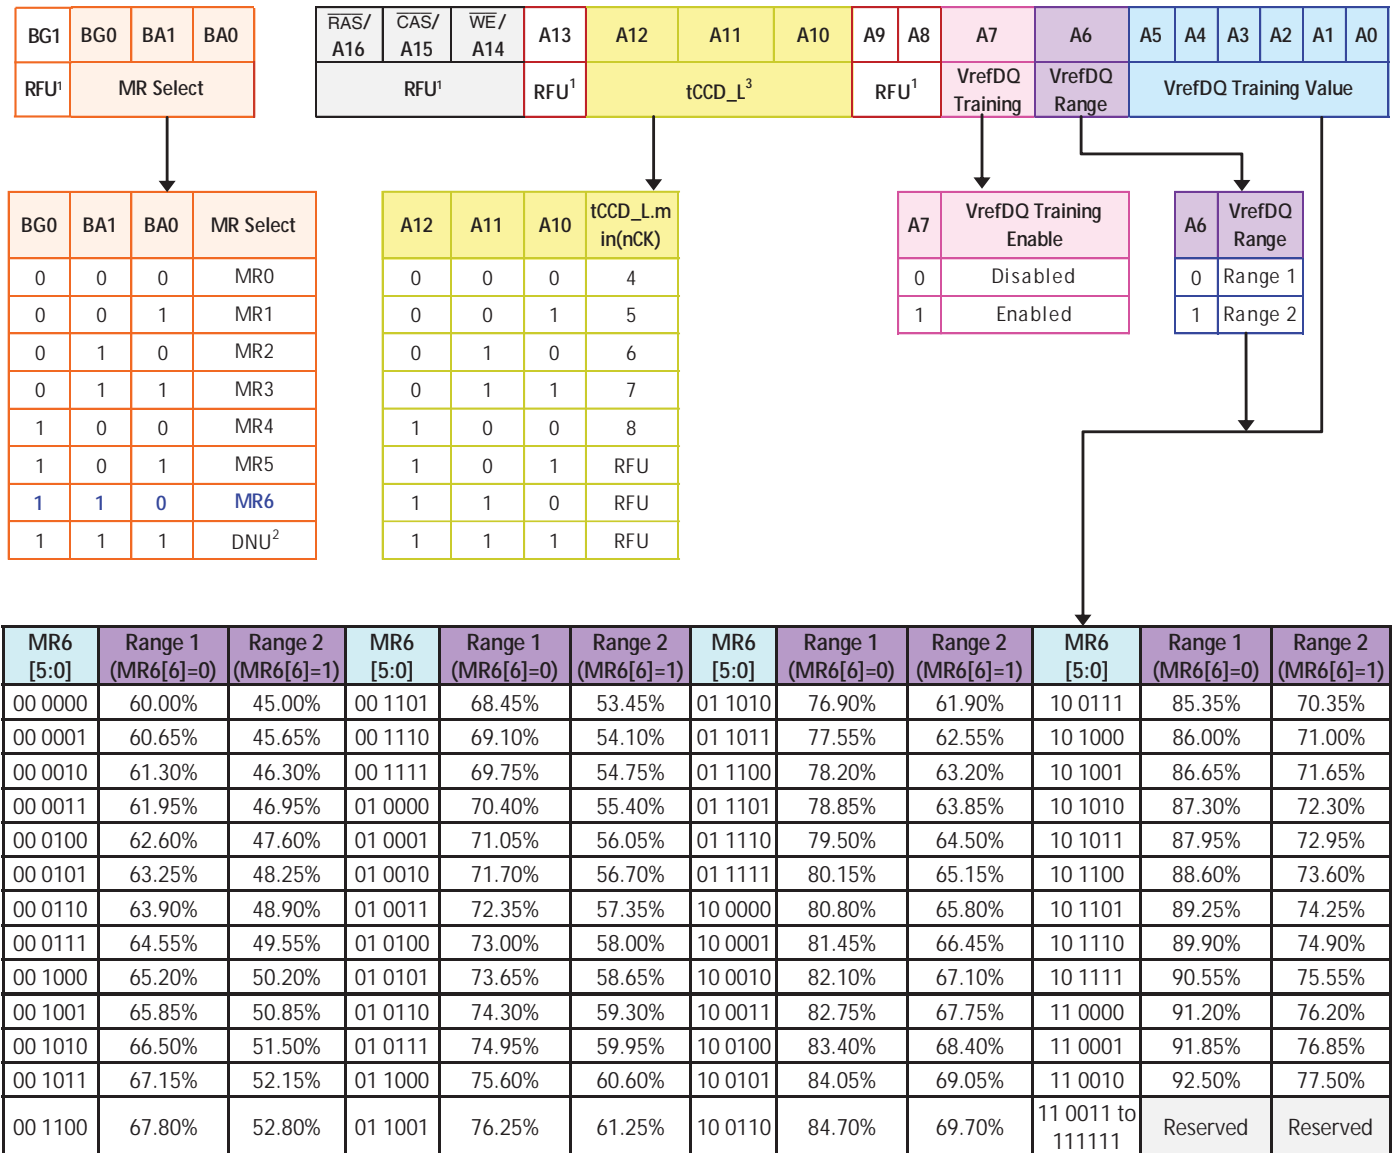 BG1 BG0 BA1 BA0
RFU¹ MR Select
RAS/A16 CAS/A15 WE/A14 A13 A12 A11 A10 A9 A8 A7 A6 A5 A4 A3 A2 A1 A0
RFU¹ RFU¹ tCCD_L³ RFU¹ VrefDQ Training VrefDQ Range VrefDQ Training Value
BG0 BA1 BA0 MR Select
0 0 0 MR0
0 0 1 MR1
0 1 0 MR2
0 1 1 MR3
1 0 0 MR4
1 0 1 MR5
1 1 0 MR6
1 1 1 DNU²
A12 A11 A10 tCCD_L.min(nCK)
0 0 0 4
0 0 1 5
0 1 0 6
0 1 1 7
1 0 0 8
1 0 1 RFU
1 1 0 RFU
1 1 1 RFU
A7 VrefDQ Training Enable
0 Disabled
1 Enabled
A6 VrefDQ Range
0 Range 1
1 Range 2
MR6 [5:0] Range 1 (MR6[6]=0) Range 2 (MR6[6]=1) MR6 [5:0] Range 1 (MR6[6]=0) Range 2 (MR6[6]=1) MR6 [5:0] Range 1 (MR6[6]=0) Range 2 (MR6[6]=1) MR6 [5:0] Range 1 (MR6[6]=0) Range 2 (MR6[6]=1)
00 0000 60.00% 45.00% 00 1101 68.45% 53.45% 01 1010 76.90% 61.90% 10 0111 85.35% 70.35%
00 0001 60.65% 45.65% 00 1110 69.10% 54.10% 01 1011 77.55% 62.55% 10 1000 86.00% 71.00%
00 0010 61.30% 46.30% 00 1111 69.75% 54.75% 01 1100 78.20% 63.20% 10 1001 86.65% 71.65%
00 0011 61.95% 46.95% 01 0000 70.40% 55.40% 01 1101 78.85% 63.85% 10 1010 87.30% 72.30%
00 0100 62.60% 47.60% 01 0001 71.05% 56.05% 01 1110 79.50% 64.50% 10 1011 87.95% 72.95%
00 0101 63.25% 48.25% 01 0010 71.70% 56.70% 01 1111 80.15% 65.15% 10 1100 88.60% 73.60%
00 0110 63.90% 48.90% 01 0011 72.35% 57.35% 10 0000 80.80% 65.80% 10 1101 89.25% 74.25%
00 0111 64.55% 49.55% 01 0100 73.00% 58.00% 10 0001 81.45% 66.45% 10 1110 89.90% 74.90%
00 1000 65.20% 50.20% 01 0101 73.65% 58.65% 10 0010 82.10% 67.10% 10 1111 90.55% 75.55%
00 1001 65.85% 50.85% 01 0110 74.30% 59.30% 10 0011 82.75% 67.75% 11 0000 91.20% 76.20%
00 1010 66.50% 51.50% 01 0111 74.95% 59.95% 10 0100 83.40% 68.40% 11 0001 91.85% 76.85%
00 1011 67.15% 52.15% 01 1000 75.60% 60.60% 10 0101 84.05% 69.05% 11 0010 92.50% 77.50%
00 1100 67.80% 52.80% 01 1001 76.25% 61.25% 10 0110 84.70% 69.70% 11 0011 to 111111 Reserved Reserved